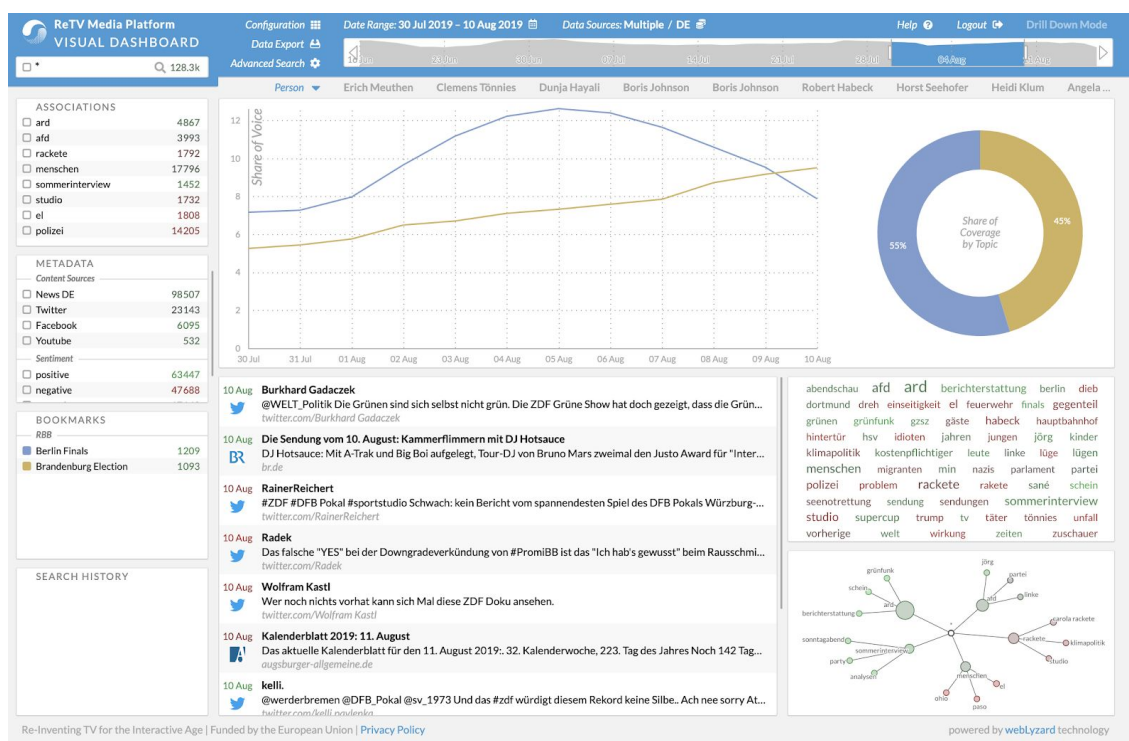 ReTV Media Platform
VISUAL DASHBOARD
*
128.3k
Configuration
Data Export
Advanced Search
Date Range: 30 Jul 2019 – 10 Aug 2019
Data Sources: Multiple / DE
Help
Logout
Drill Down Mode
23 Jun
30 Jun
07 Jul
14 Jul
21 Jul
28 Jul
04 Aug
Person
Erich Meuthen
Clemens Tönnies
Dunja Hayali
Boris Johnson
Boris Johnson
Robert Habeck
Horst Seehofer
Heidi Klum
Angela ...
ASSOCIATIONS
ard 4867
afd 3993
rackete 1792
menschen 17796
sommerinterview 1452
studio 1732
el 1808
polizei 14205
METADATA
Content Sources
News DE 98507
Twitter 23143
Facebook 6095
Youtube 532
Sentiment
positive 63447
negative 47688
BOOKMARKS
RBB
Berlin Finals 1209
Brandenburg Election 1093
SEARCH HISTORY
Share of Voice
12
10
8
6
4
2
0
30 Jul 31 Jul 01 Aug 02 Aug 03 Aug 04 Aug 05 Aug 06 Aug 07 Aug 08 Aug 09 Aug 10 Aug
Share of
Coverage
by Topic
55%
45%
10 Aug Burkhard Gadaczek
@WELT_Politik Die Grünen sind sich selbst nicht grün. Die ZDF Grüne Show hat doch gezeigt, dass die Grün...
twitter.com/Burkhard Gadaczek
10 Aug Die Sendung vom 10. August: Kammerflimmern mit DJ Hotsauce
BR DJ Hotsauce: Mit A-Trak und Big Boi aufgelegt, Tour-DJ von Bruno Mars zweimal den Justo Award für "Inter...
br.de
10 Aug RainerReichert
#ZDF #DFB Pokal #sportstudio Schwach: kein Bericht vom spannendesten Spiel des DFB Pokals Würzburg-...
twitter.com/RainerReichert
10 Aug Radek
Das falsche "YES" bei der Downgradeverkündung von #PromiBB ist das "Ich hab's gewusst" beim Rausschmi...
twitter.com/Radek
10 Aug Wolfram Kastl
Wer noch nichts vorhat kann sich Mal diese ZDF Doku ansehen.
twitter.com/Wolfram Kastl
10 Aug Kalenderblatt 2019: 11. August
Das aktuelle Kalenderblatt für den 11. August 2019:. 32. Kalenderwoche, 223. Tag des Jahres Noch 142 Tag...
augsburger-allgemeine.de
10 Aug kelli.
@werderbremen @DFB_Pokal @sv_1973 Und das #zdf würdigt diesem Rekord keine Silbe.. Ach nee sorry At...
twitter.com/kelli pavlenka
abendschau afd ard berichterstattung berlin dieb
dortmund dreh einseitigkeit el feuerwehr finals gegenteil
grünen grünfunk gzsz gäste habeck hauptbahnhof
hintertür hsv idioten jahren jungen jörg kinder
klimapolitik kostenpflichtiger leute linke lüge lügen
menschen migranten min nazis parlament partei
polizei problem rackete rakete sané schein
seenotrettung sendung sendungen sommerinterview
studio supercup trump tv täter tönnies unfall
vorherige welt wirkung zeiten zuschauer
grünfunk
schein
ard
berichterstattung
jörg
partei
afd
linke
carola rackete
rackete
klimapolitik
studio
sonntagabend
sommerinterview
party
analysen
menschen
el
ohio
paso
Re-Inventing TV for the Interactive Age | Funded by the European Union | Privacy Policy
powered by webLyzard technology